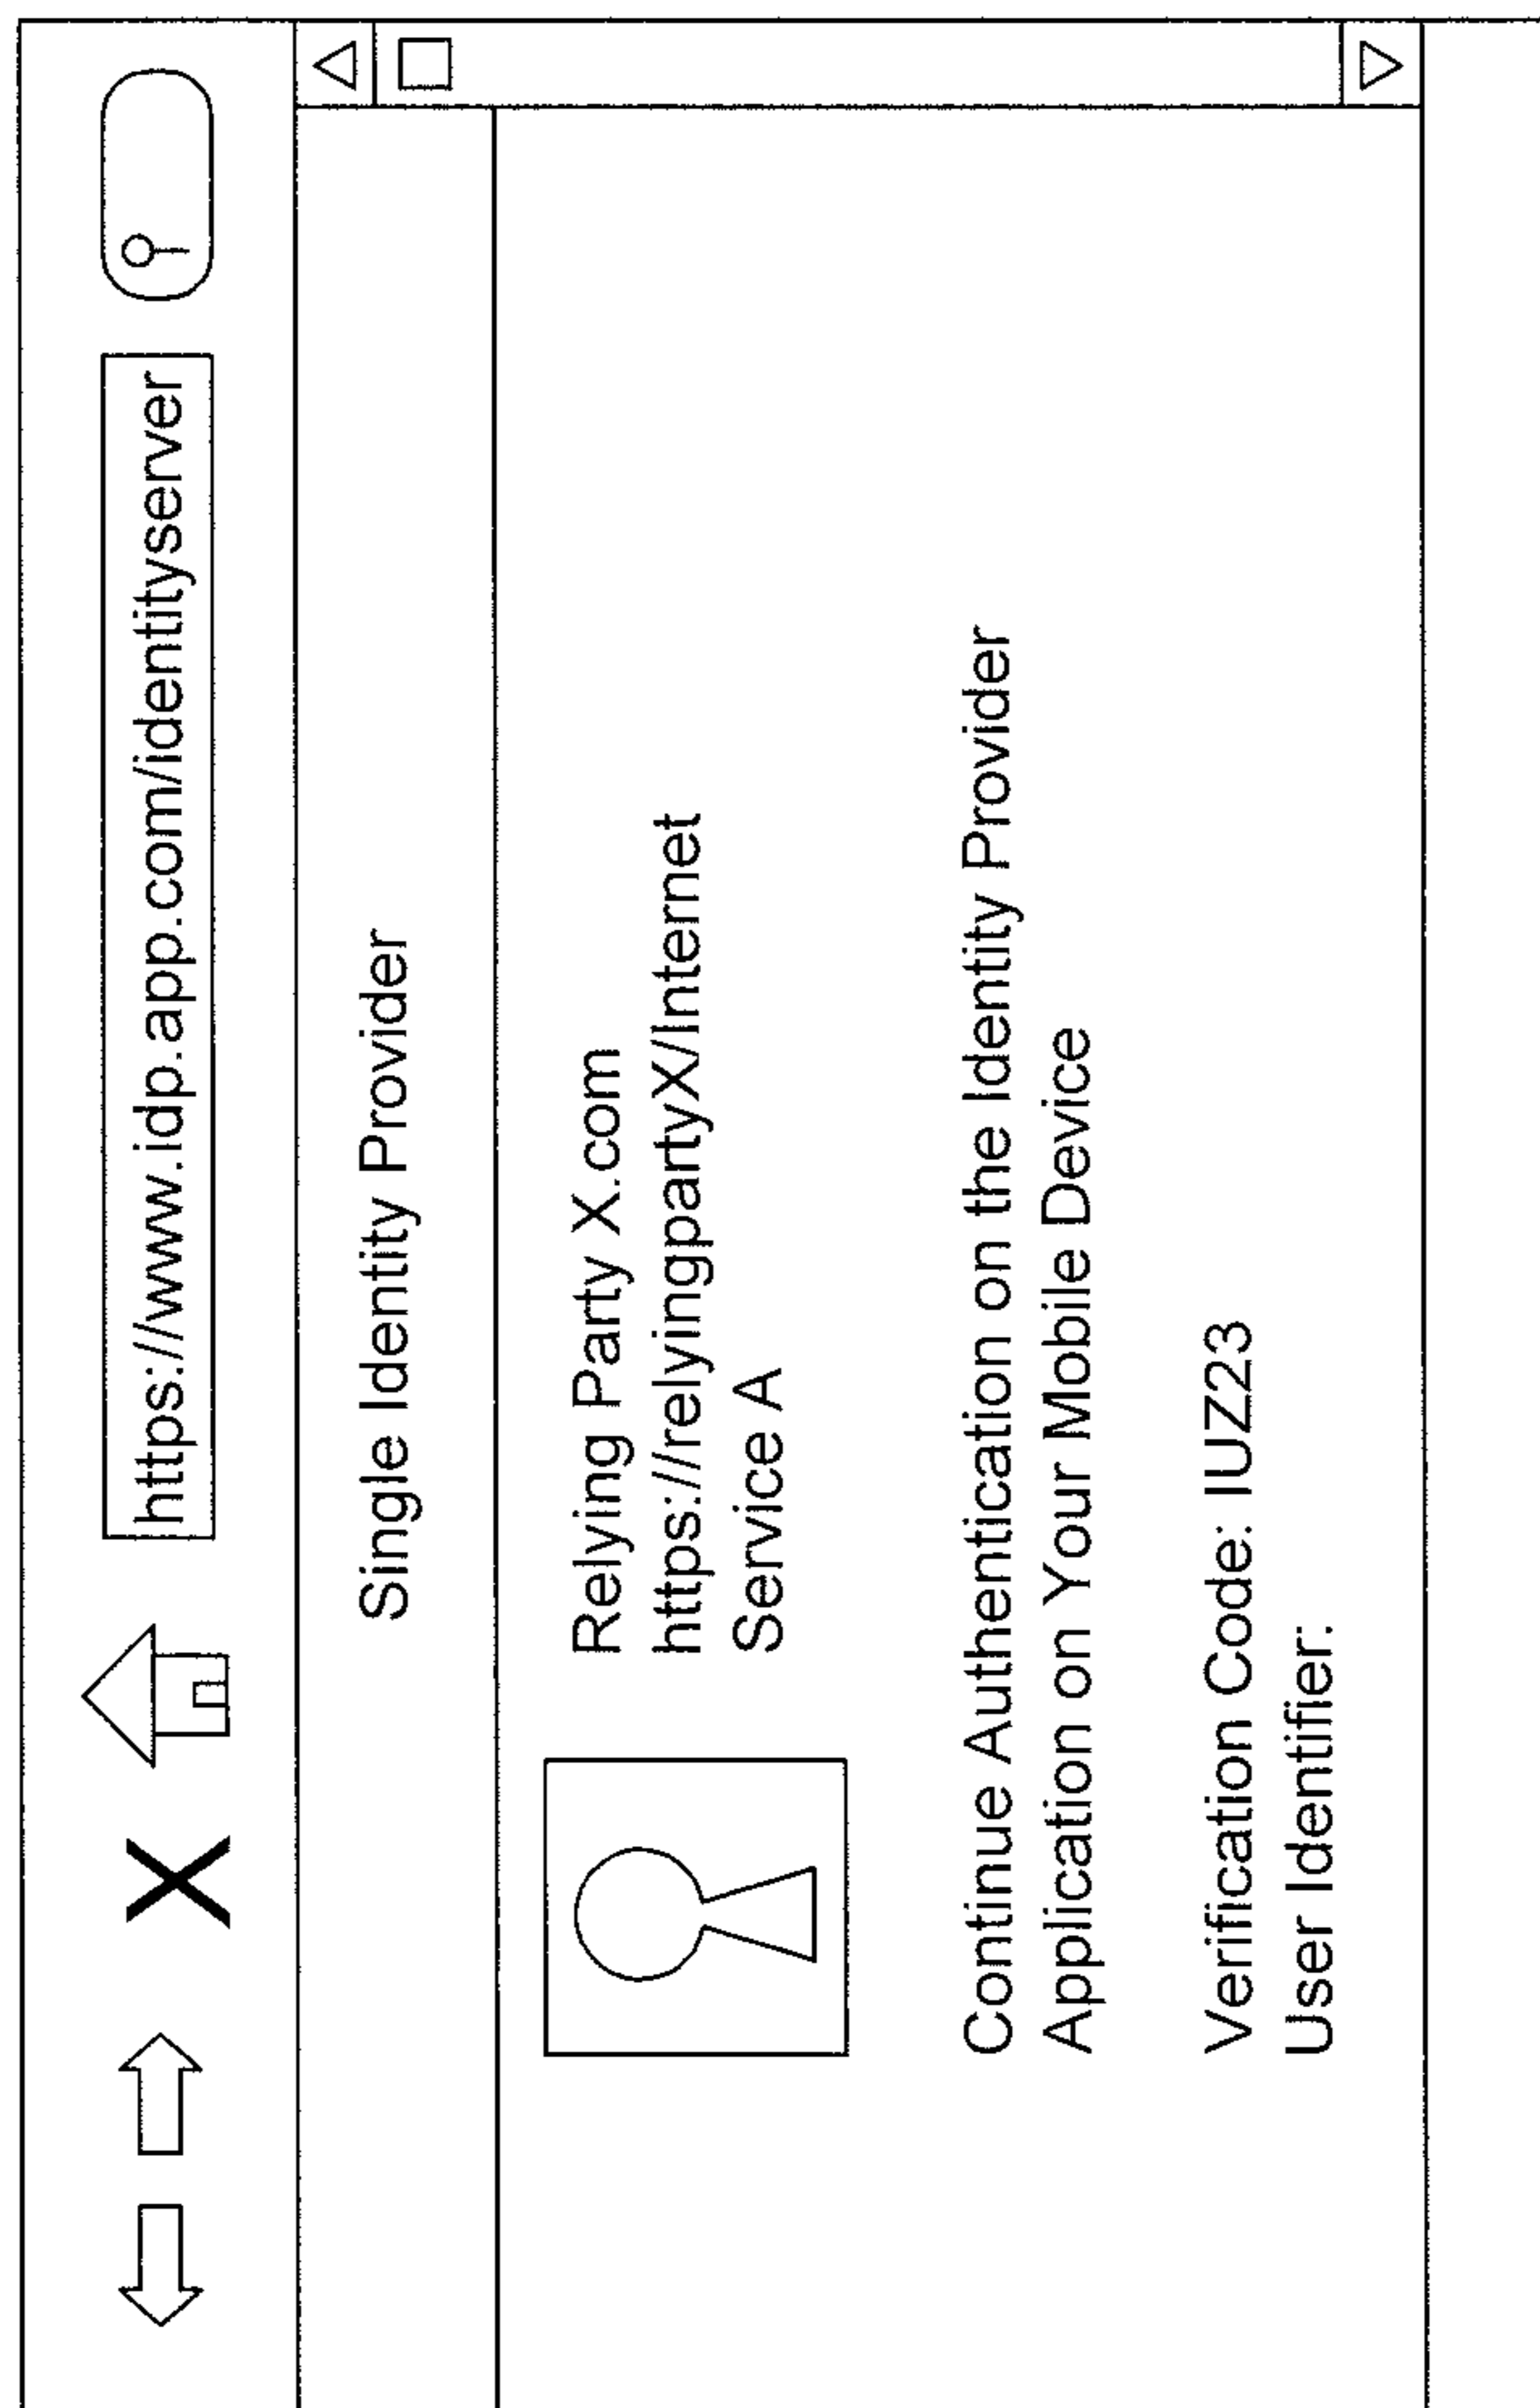 https://www.idp.app.com/identityserver
Single Identity Provider
Relying Party X.com
https://relyingpartyX/Internet
Service A
Continue Authentication on the Identity Provider
Application on Your Mobile Device
Verification Code: IUZ23
User Identifier: